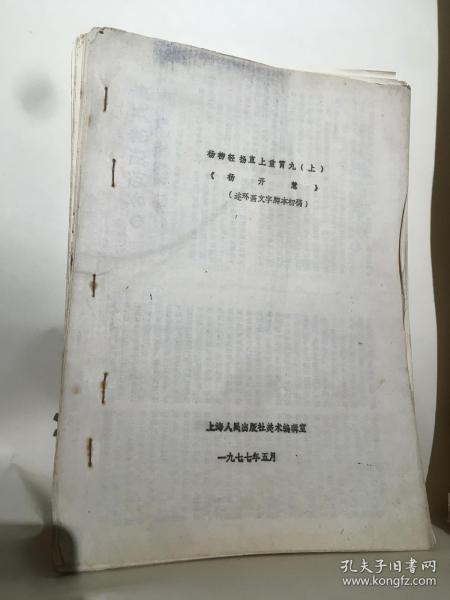 杨柳轻扬直上重霄九（上）
《杨开慧》
（连环画文字脚本初稿）
上海人民出版社美术编辑室
一九七七年五月
孔夫子旧书网
www.kongfz.com